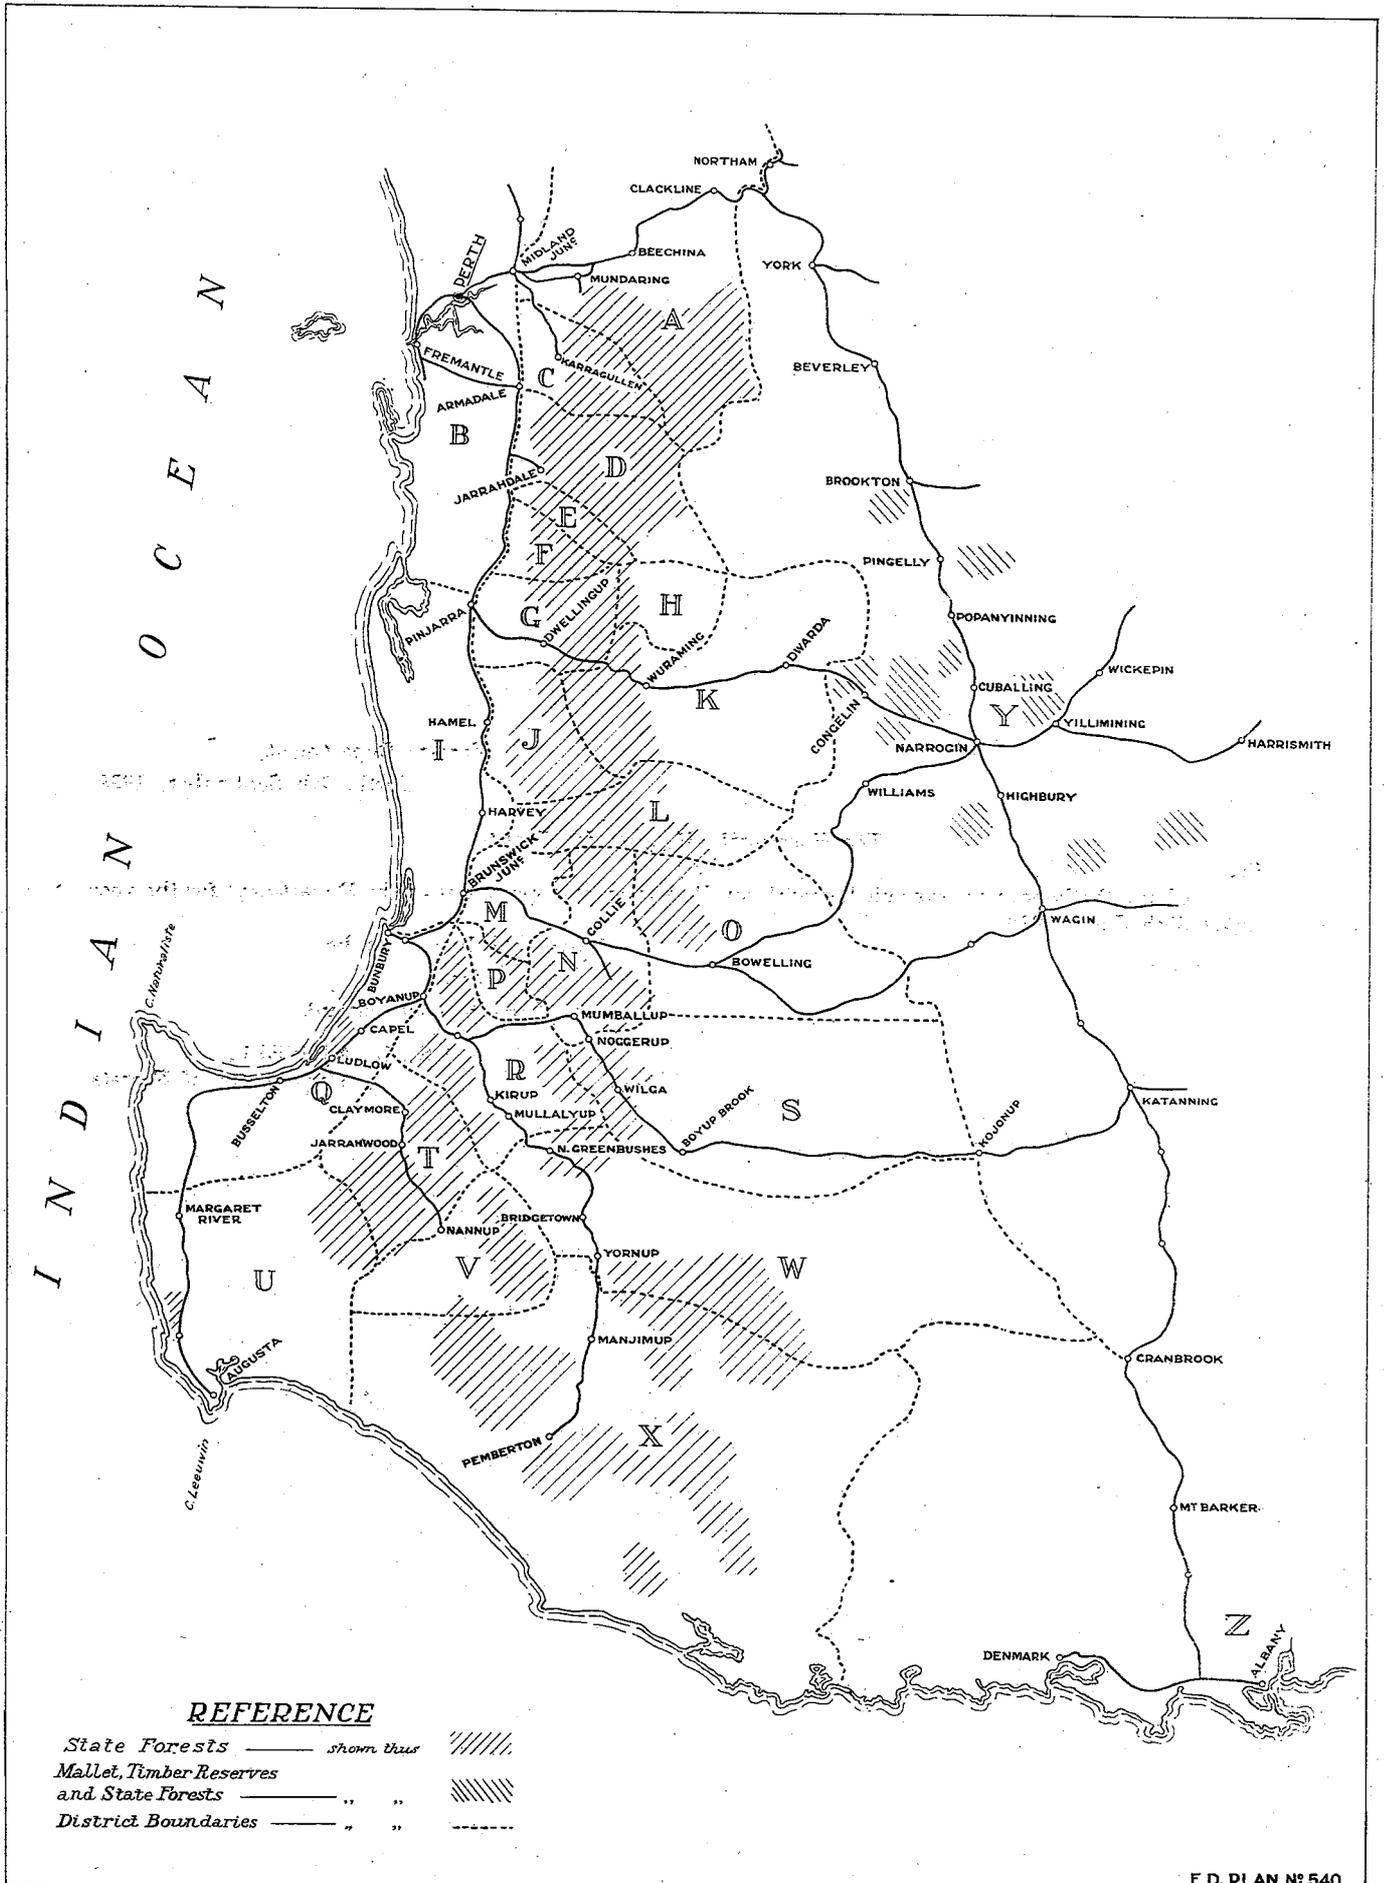 NORTHAM
CLACKLINE
MIDLAND
JUNC
BEECHINA
PERTH
YORK
MUNDARING
A
FREMANTLE
C
KARRAGULLEN
BEVERLEY
ARMADALE
B
D
JARRAHDALE
BROOKTON
E
F
PINGELLY
INDIAN OCEAN
PINJARRA
G
DWELLINGUP
H
POPANYINNING
WURAMING
DWARDA
WICKEPIN
K
CUBALLING
Y
CONGELIN
YILLIMINING
HAMEL
I
J
NARROGIN
HARRISMITH
WILLIAMS
HIGHBURY
HARVEY
L
BRUNSWICK
JUNC
M
COLLIE
O
WAGIN
C. Naturaliste
BUNBURY
P
N
BOWELLING
BOYANUP
MUMBALLUP
CAPEL
NOGGERUP
LUDLOW
R
Q
WILGA
BUSSELTON
CLAYMORE
KIRUP
MULLALYUP
BOYUP BROOK
S
KOJONUP
KATANNING
JARRAHWOOD
T
N. GREENBUSHES
MARGARET
RIVER
NANNUP
BRIDGETOWN
U
V
YORNUP
W
MANJIMUP
AUGUSTA
CRANBROOK
X
PEMBERTON
C. Leeuwin
MT BARKER
Z
DENMARK
ALBANY
REFERENCE
State Forests shown thus
Mallet, Timber Reserves
and State Forests „ „
District Boundaries „ „
F.D. PLAN Nº 540